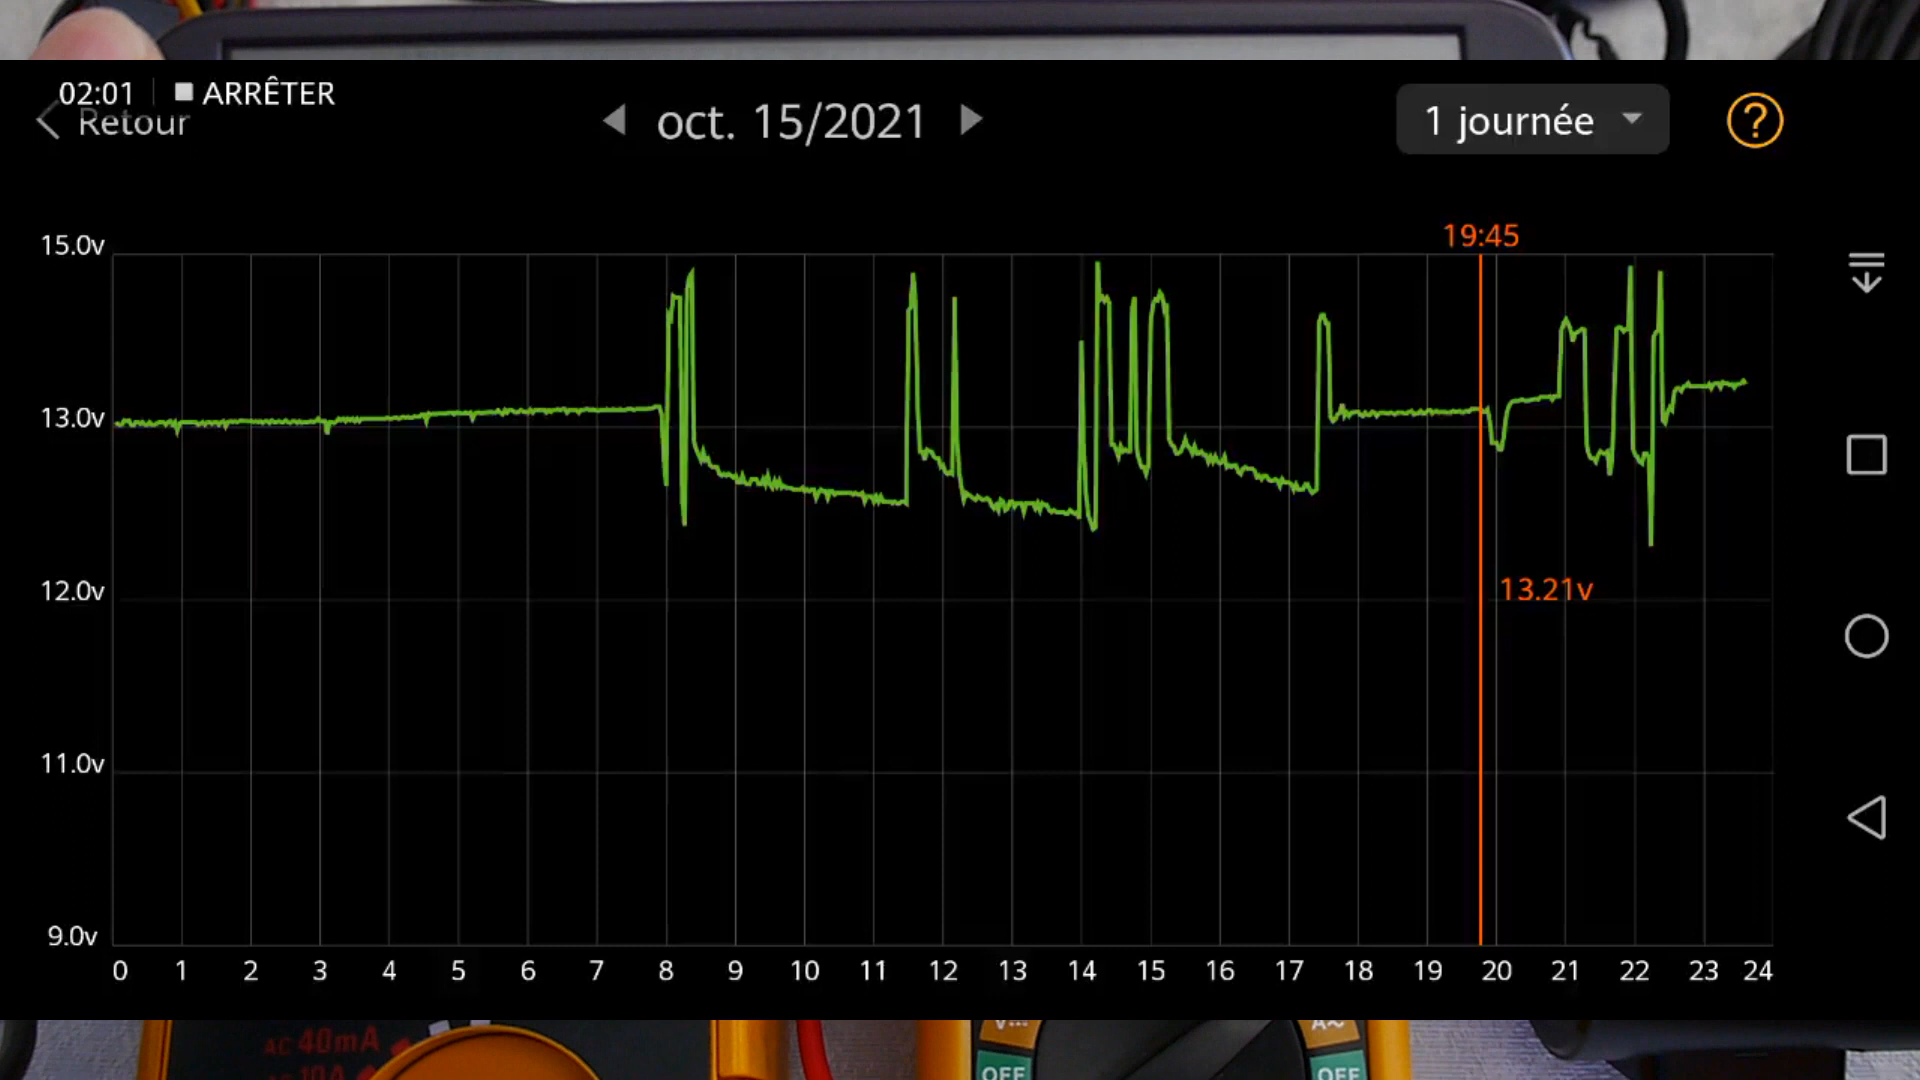 02:01 ARRÊTER
Retour
oct. 15/2021
1 journée
?
19:45
15.0v
13.0v
12.0v
13.21v
11.0v
9.0v
0 1 2 3 4 5 6 7 8 9 10 11 12 13 14 15 16 17 18 19 20 21 22 23 24
AC 40mA
OFF
OFF